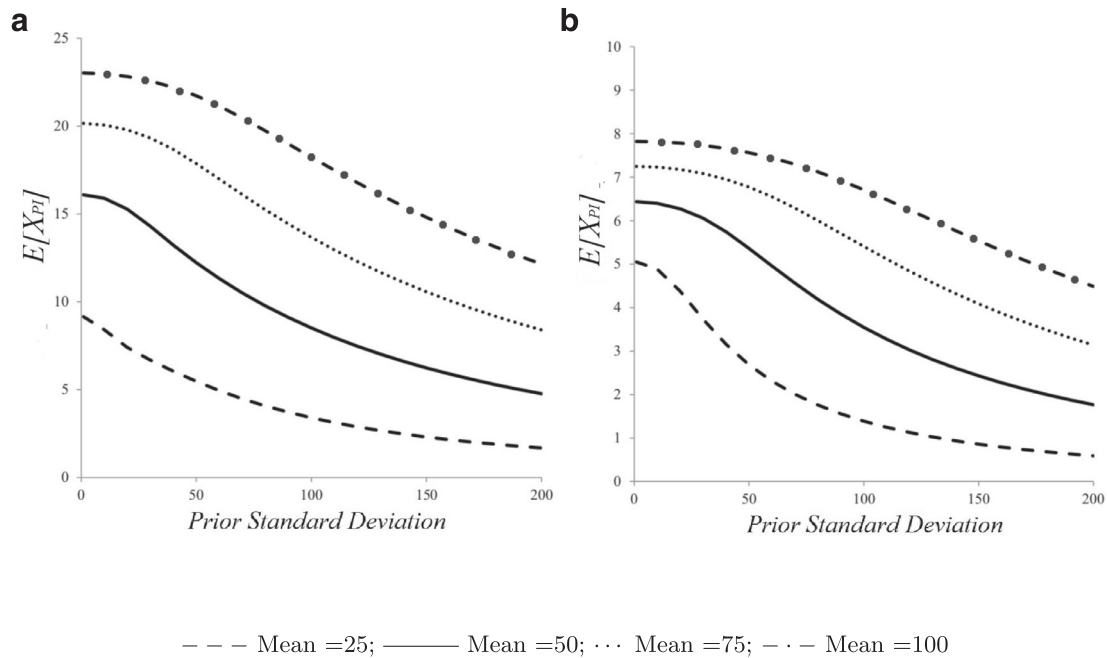 a
25
20
15
10
5
0
E[X_PI]
0 50 100 150 200
Prior Standard Deviation
b
10
9
8
7
6
5
4
3
2
1
0
E[X_PI]
0 50 100 150 200
Prior Standard Deviation
– – – Mean =25; ——— Mean =50; ··· Mean =75; – · – Mean =100